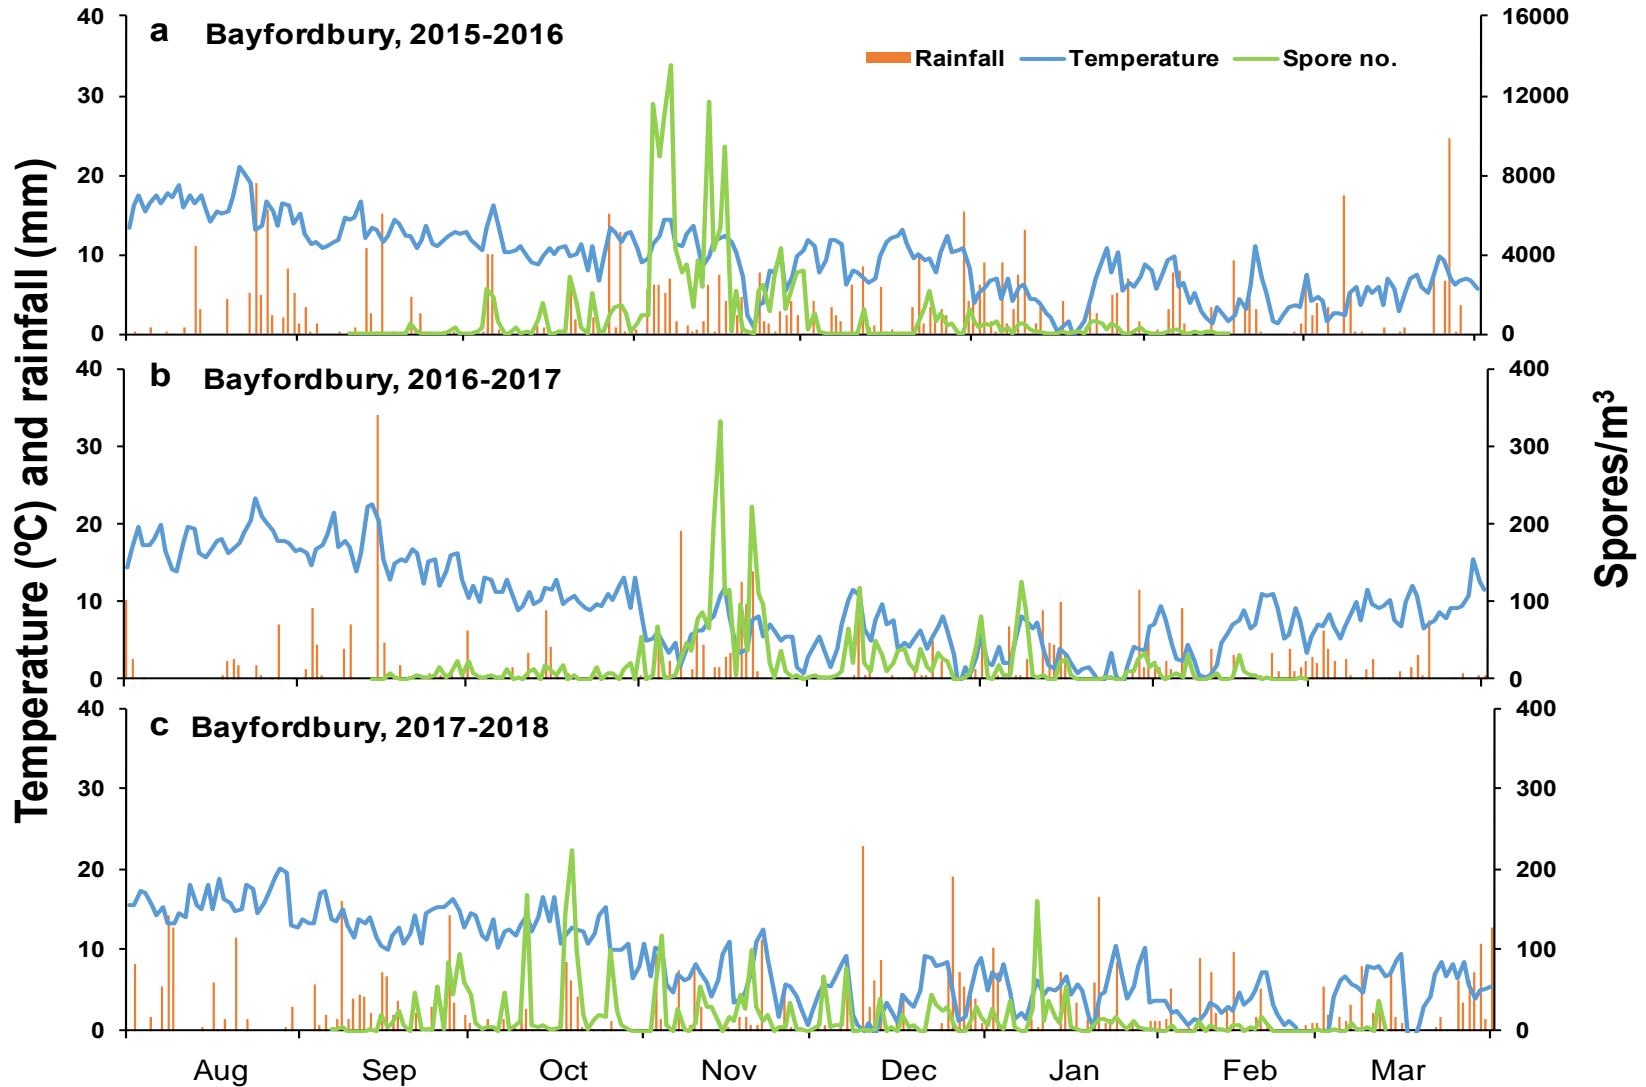 a Bayfordbury, 2015-2016
Rainfall Temperature Spore no.
40 16000
30 12000
20 8000
10 4000
0 0
b Bayfordbury, 2016-2017
40 400
30 300
20 200
10 100
0 0
c Bayfordbury, 2017-2018
40 400
30 300
20 200
10 100
0 0
Aug Sep Oct Nov Dec Jan Feb Mar
Temperature (ºC) and rainfall (mm)
Spores/m³